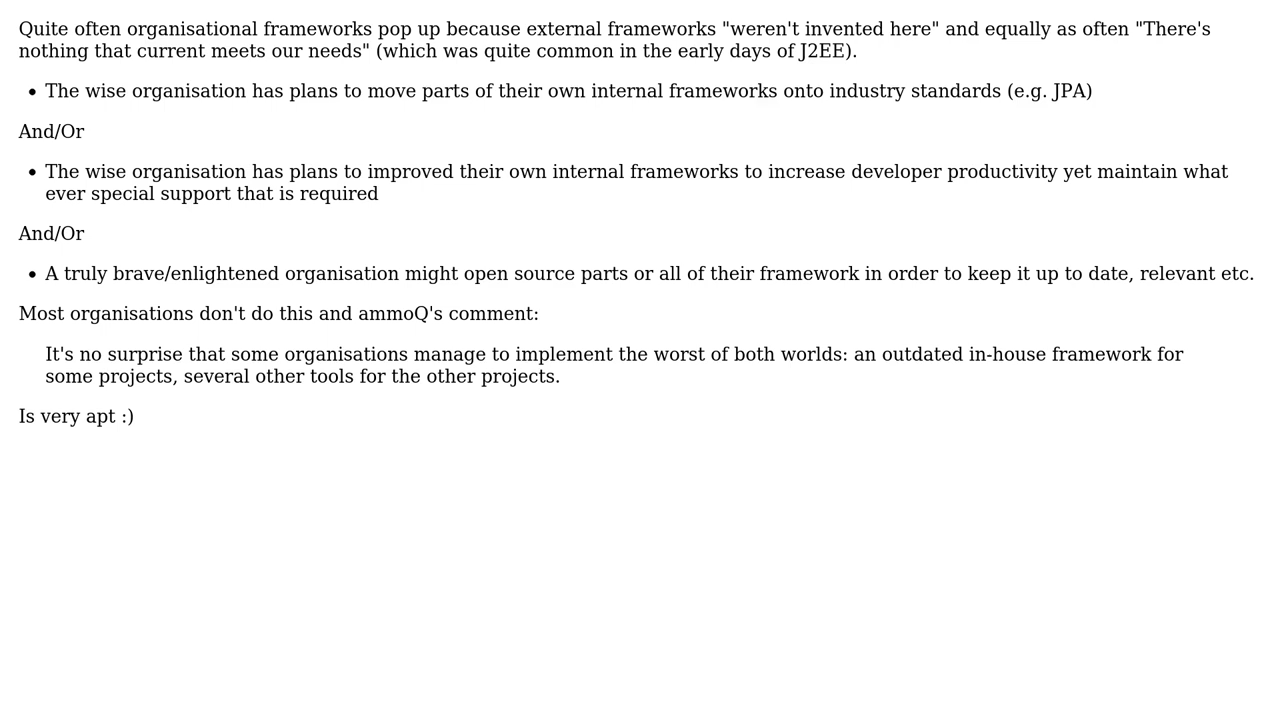 Quite often organisational frameworks pop up because external frameworks "weren't invented here" and equally as often "There's
nothing that current meets our needs" (which was quite common in the early days of J2EE).
• The wise organisation has plans to move parts of their own internal frameworks onto industry standards (e.g. JPA)
And/Or
• The wise organisation has plans to improved their own internal frameworks to increase developer productivity yet maintain what
ever special support that is required
And/Or
• A truly brave/enlightened organisation might open source parts or all of their framework in order to keep it up to date, relevant etc.
Most organisations don't do this and ammoQ's comment:
It's no surprise that some organisations manage to implement the worst of both worlds: an outdated in-house framework for
some projects, several other tools for the other projects.
Is very apt :)